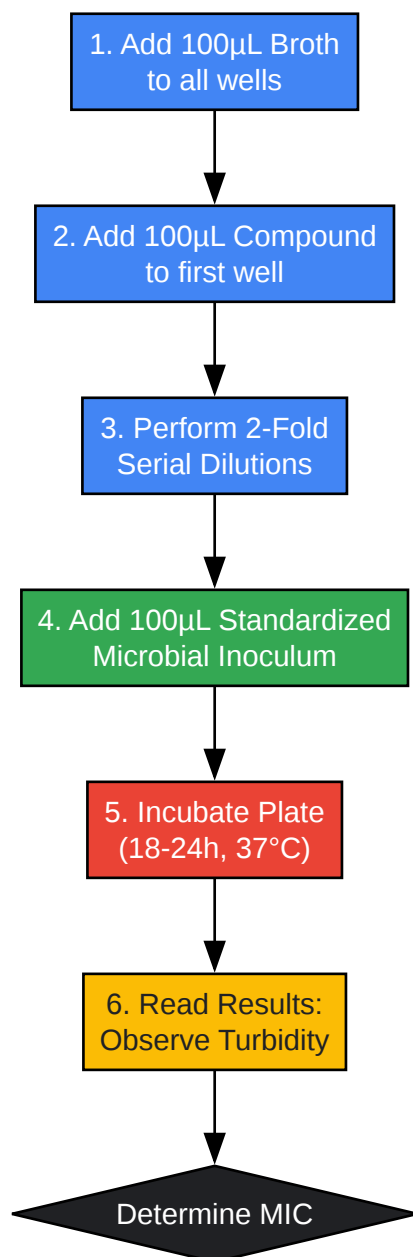 1. Add 100µL Broth
to all wells
2. Add 100µL Compound
to first well
3. Perform 2-Fold
Serial Dilutions
4. Add 100µL Standardized
Microbial Inoculum
5. Incubate Plate
(18-24h, 37°C)
6. Read Results:
Observe Turbidity
Determine MIC